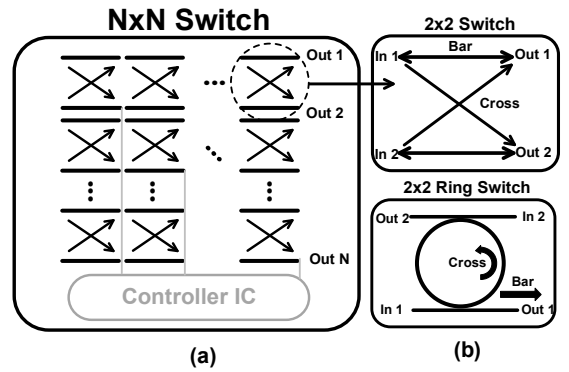 NxN Switch
Out 1
Out 2
Out N
Controller IC
(a)
2x2 Switch
Bar
In 1
Out 1
Cross
In 2
Out 2
2x2 Ring Switch
Out 2
In 2
Cross
Bar
In 1
Out 1
(b)